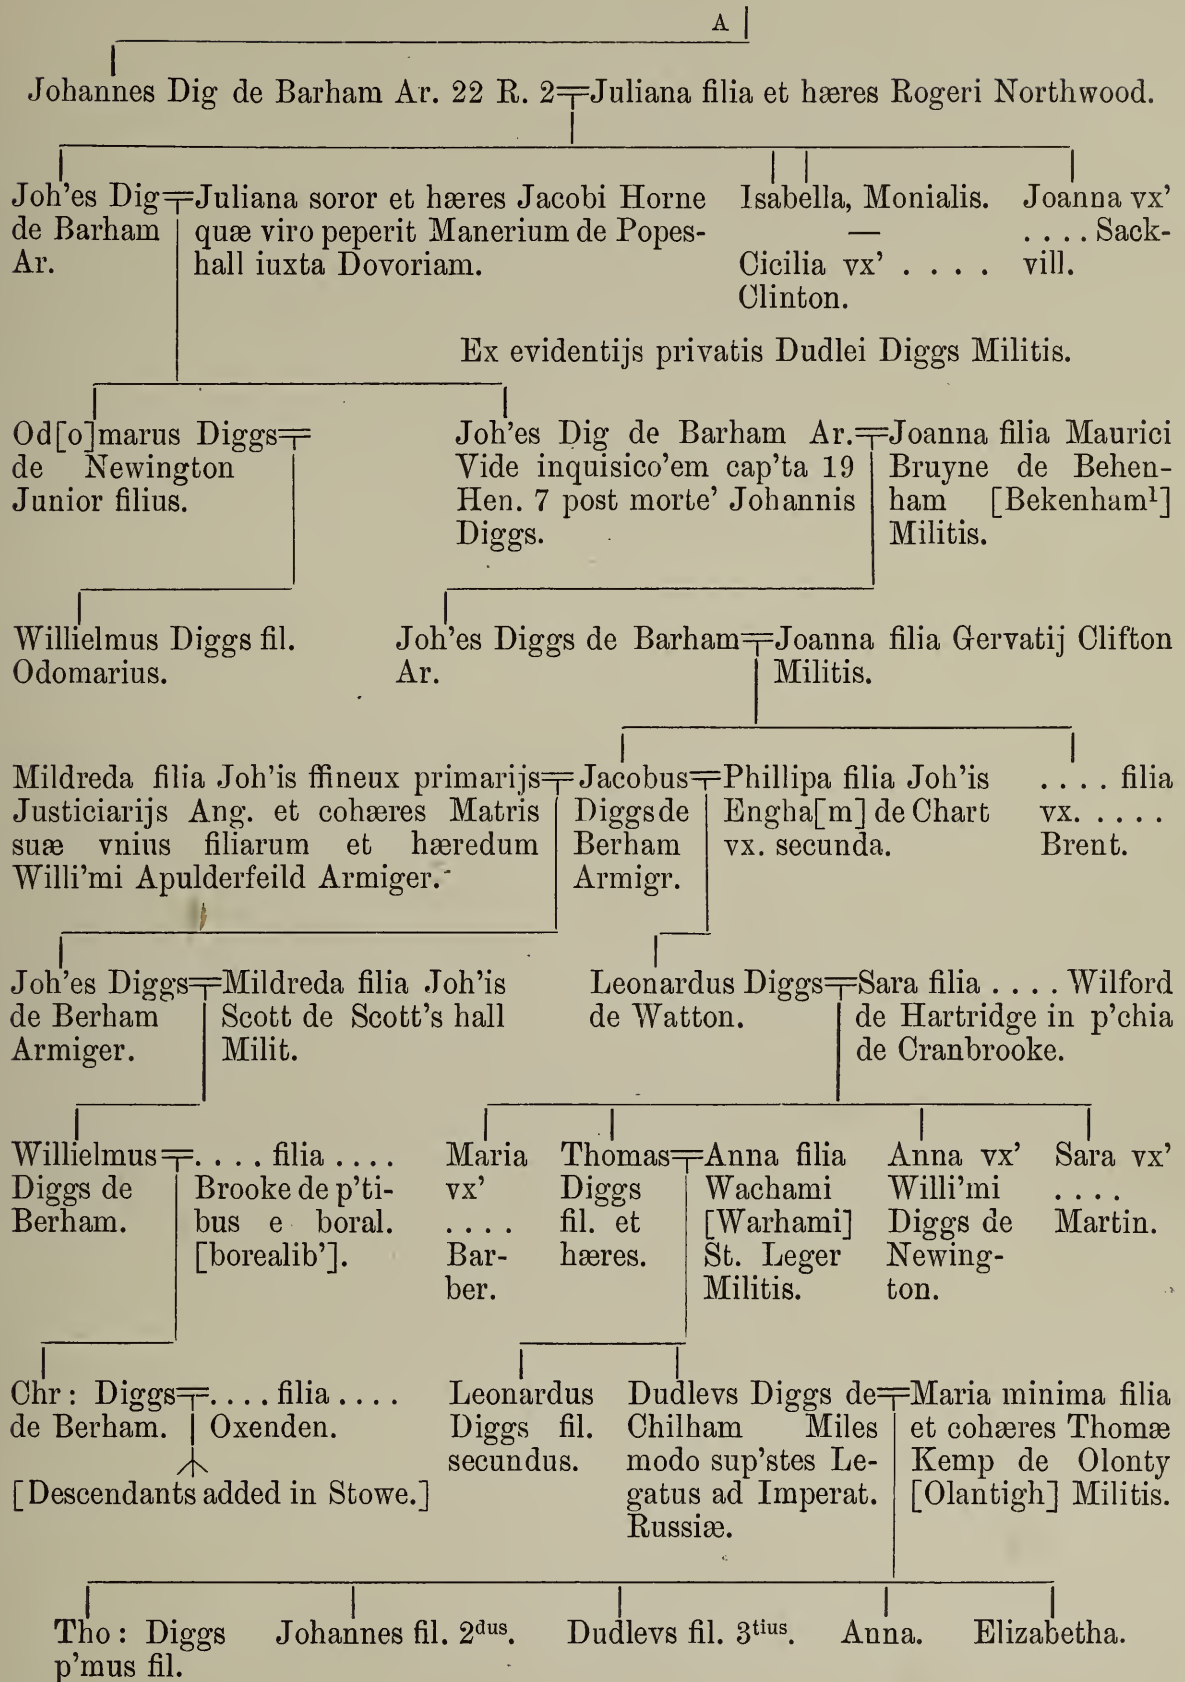 A
Johannes Dig de Barham Ar. 22 R. 2 Juliana filia et hæres Rogeri Northwood.
Joh'es Dig
de Barham
Ar.
Juliana soror et hæres Jacobi Horne
quæ viro peperit Manerium de Popes-
hall iuxta Dovoriam.
Isabella, Monialis.
—
Cicilia vx' . . . .
Clinton.
Joanna vx'
. . . . Sack-
vill.
Ex evidentijs privatis Dudlei Diggs Militis.
Od[o]marus Diggs
de Newington
Junior filius.
Joh'es Dig de Barham Ar.
Vide inquisico'em cap'ta 19
Hen. 7 post morte' Johannis
Diggs.
Joanna filia Maurici
Bruyne de Behen-
ham [Bekenham¹]
Militis.
Willielmus Diggs fil.
Odomarius.
Joh'es Diggs de Barham
Ar.
Joanna filia Gervatij Clifton
Militis.
Mildreda filia Joh'is ffineux primarijs
Justiciarijs Ang. et cohæres Matris
suæ vnius filiarum et hæredum
Willi'mi Apulderfeild Armiger.
Jacobus
Diggs de
Berham
Armigr.
Phillipa filia Joh'is
Engha[m] de Chart
vx. secunda.
. . . . filia
vx. . . . .
Brent.
Joh'es Diggs
de Berham
Armiger.
Mildreda filia Joh'is
Scott de Scott's hall
Milit.
Leonardus Diggs
de Watton.
Sara filia . . . . Wilford
de Hartridge in p'chia
de Cranbrooke.
Willielmus
Diggs de
Berham.
. . . . filia . . . .
Brooke de p'ti-
bus e boral.
[borealib'].
Maria
vx'
. . . .
Bar-
ber.
Thomas
Diggs
fil. et
hæres.
Anna filia
Wachami
[Warhami]
St. Leger
Militis.
Anna vx'
Willi'mi
Diggs de
Newing-
ton.
Sara vx'
. . . .
Martin.
Chr : Diggs
de Berham.
. . . . filia . . . .
Oxenden.
[Descendants added in Stowe.]
Leonardus
Diggs fil.
secundus.
Dudlevs Diggs de
Chilham Miles
modo sup'stes Le-
gatus ad Imperat.
Russiæ.
Maria minima filia
et cohæres Thomæ
Kemp de Olonty
[Olantigh] Militis.
Tho : Diggs
p'mus fil.
Johannes fil. 2dus.
Dudlevs fil. 3tius.
Anna.
Elizabetha.